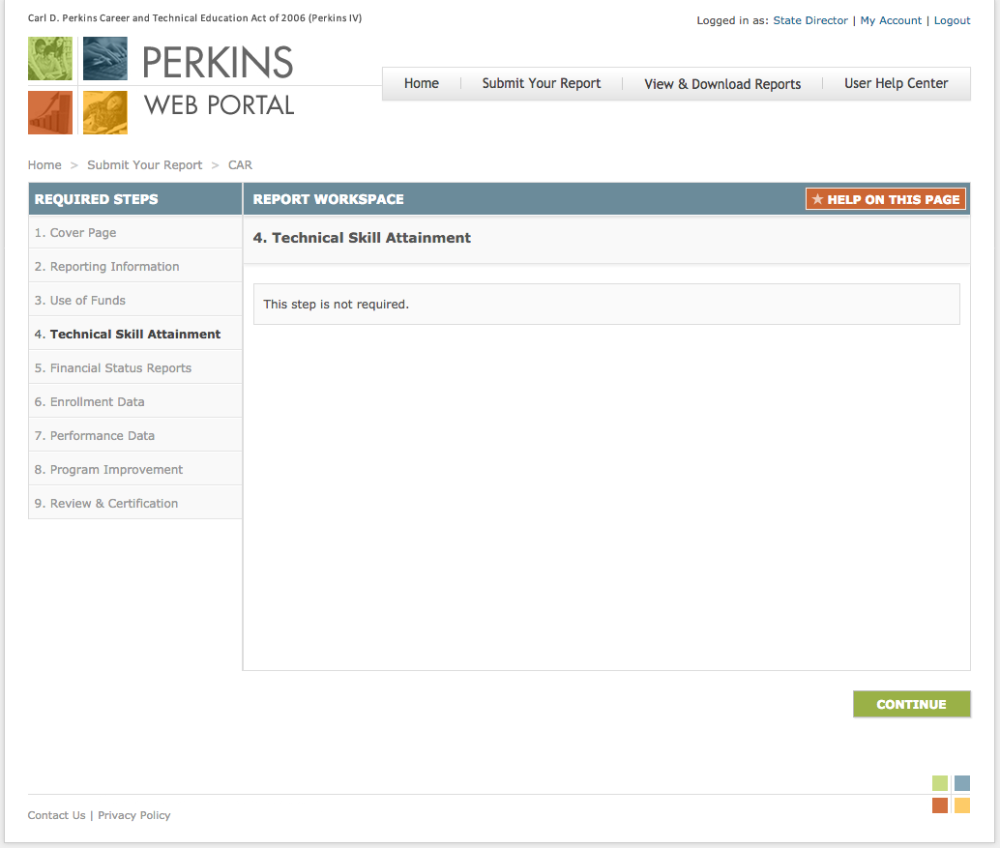 Carl D. Perkins Career and Technical Education Act of 2006 (Perkins IV)
Logged in as: State Director | My Account | Logout
PERKINS
WEB PORTAL
Home | Submit Your Report | View & Download Reports | User Help Center
Home > Submit Your Report > CAR
REQUIRED STEPS
1. Cover Page
2. Reporting Information
3. Use of Funds
4. Technical Skill Attainment
5. Financial Status Reports
6. Enrollment Data
7. Performance Data
8. Program Improvement
9. Review & Certification
REPORT WORKSPACE
★ HELP ON THIS PAGE
4. Technical Skill Attainment
This step is not required.
CONTINUE
Contact Us | Privacy Policy